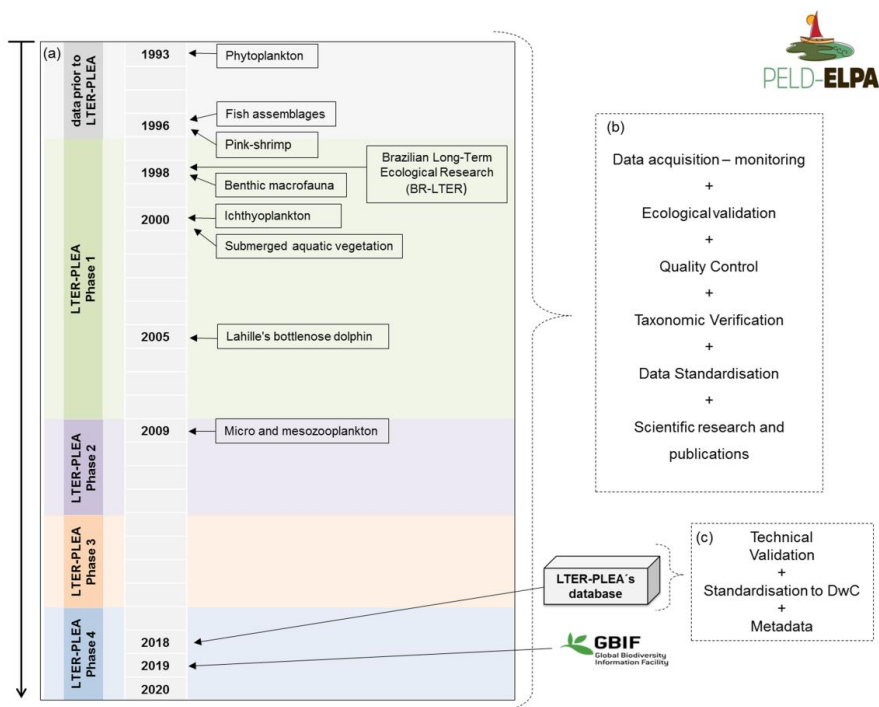 (a)
data prior to
LTER-PLEA
LTER-PLEA
Phase 1
LTER-PLEA
Phase 2
LTER-PLEA
Phase 3
LTER-PLEA
Phase 4
1993
Phytoplankton
Fish assemblages
1996
Pink-shrimp
Brazilian Long-Term
Ecological Research
(BR-LTER)
1998
Benthic macrofauna
Ichthyoplankton
2000
Submerged aquatic vegetation
2005
Lahille's bottlenose dolphin
2009
Micro and mesozooplankton
2018
2019
2020
PELD-ELPA
(b)
Data acquisition – monitoring
+
Ecological validation
+
Quality Control
+
Taxonomic Verification
+
Data Standardisation
+
Scientific research and
publications
LTER-PLEA´s
database
GBIF
Global Biodiversity
Information Facility
(c)
Technical
Validation
+
Standardisation to DwC
+
Metadata